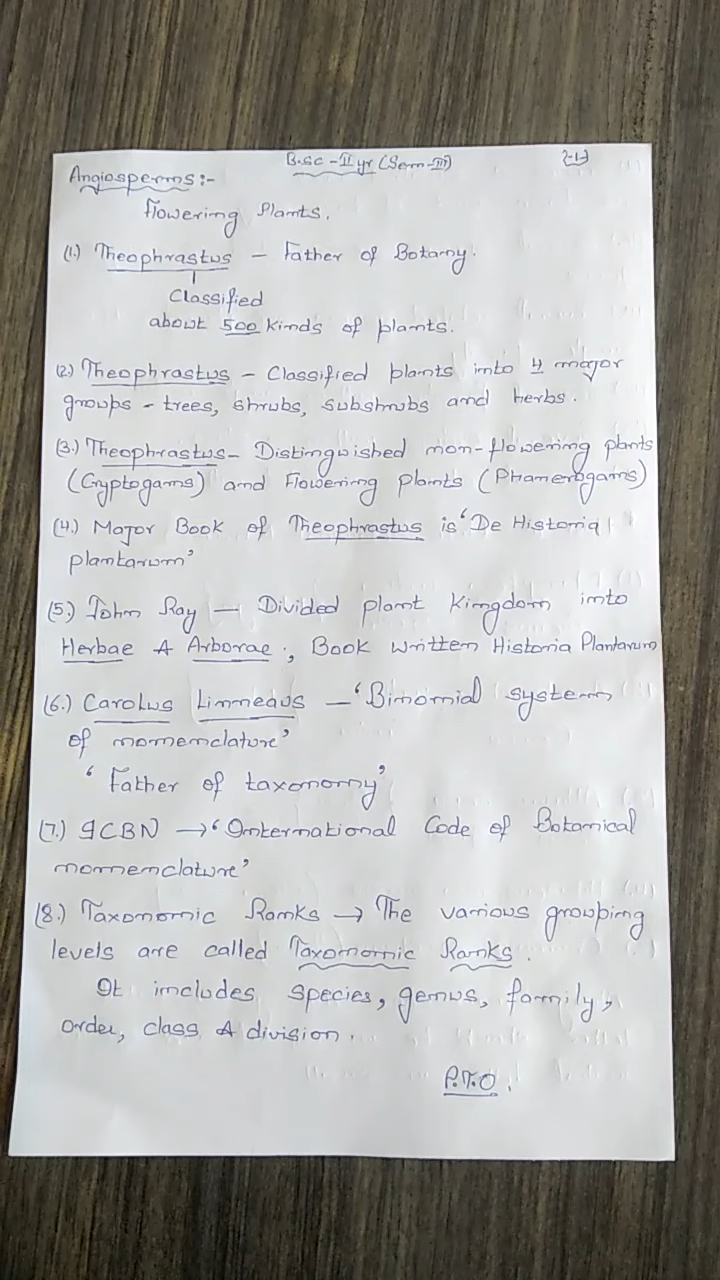 B.Sc - II yr (Sem-III)
{-1-}
Angiosperms :-
Flowering Plants.
(1.) Theophrastus - Father of Botany.
Classified
about 500 kinds of plants.
(2.) Theophrastus - Classified plants into 4 major
groups - trees, shrubs, subshrubs and herbs.
(3.) Theophrastus - Distinguished non-flowering plants
(Cryptogams) and Flowering plants (Phanerogams)
(4.) Major Book of Theophrastus is 'De Historia
plantarum'
(5.) John Ray - Divided plant Kingdom into
Herbae & Arborae ., Book written Historia Plantarum
(6.) Carolus Linneaus - 'Binomial system
of nomenclature'
'Father of taxonomy'
(7.) ICBN → 'International Code of Botanical
nomenclature'
(8.) Taxonomic Ranks → The various grouping
levels are called Taxonomic Ranks.
It includes species, genus, family,
order, class & division.
P.T.O.